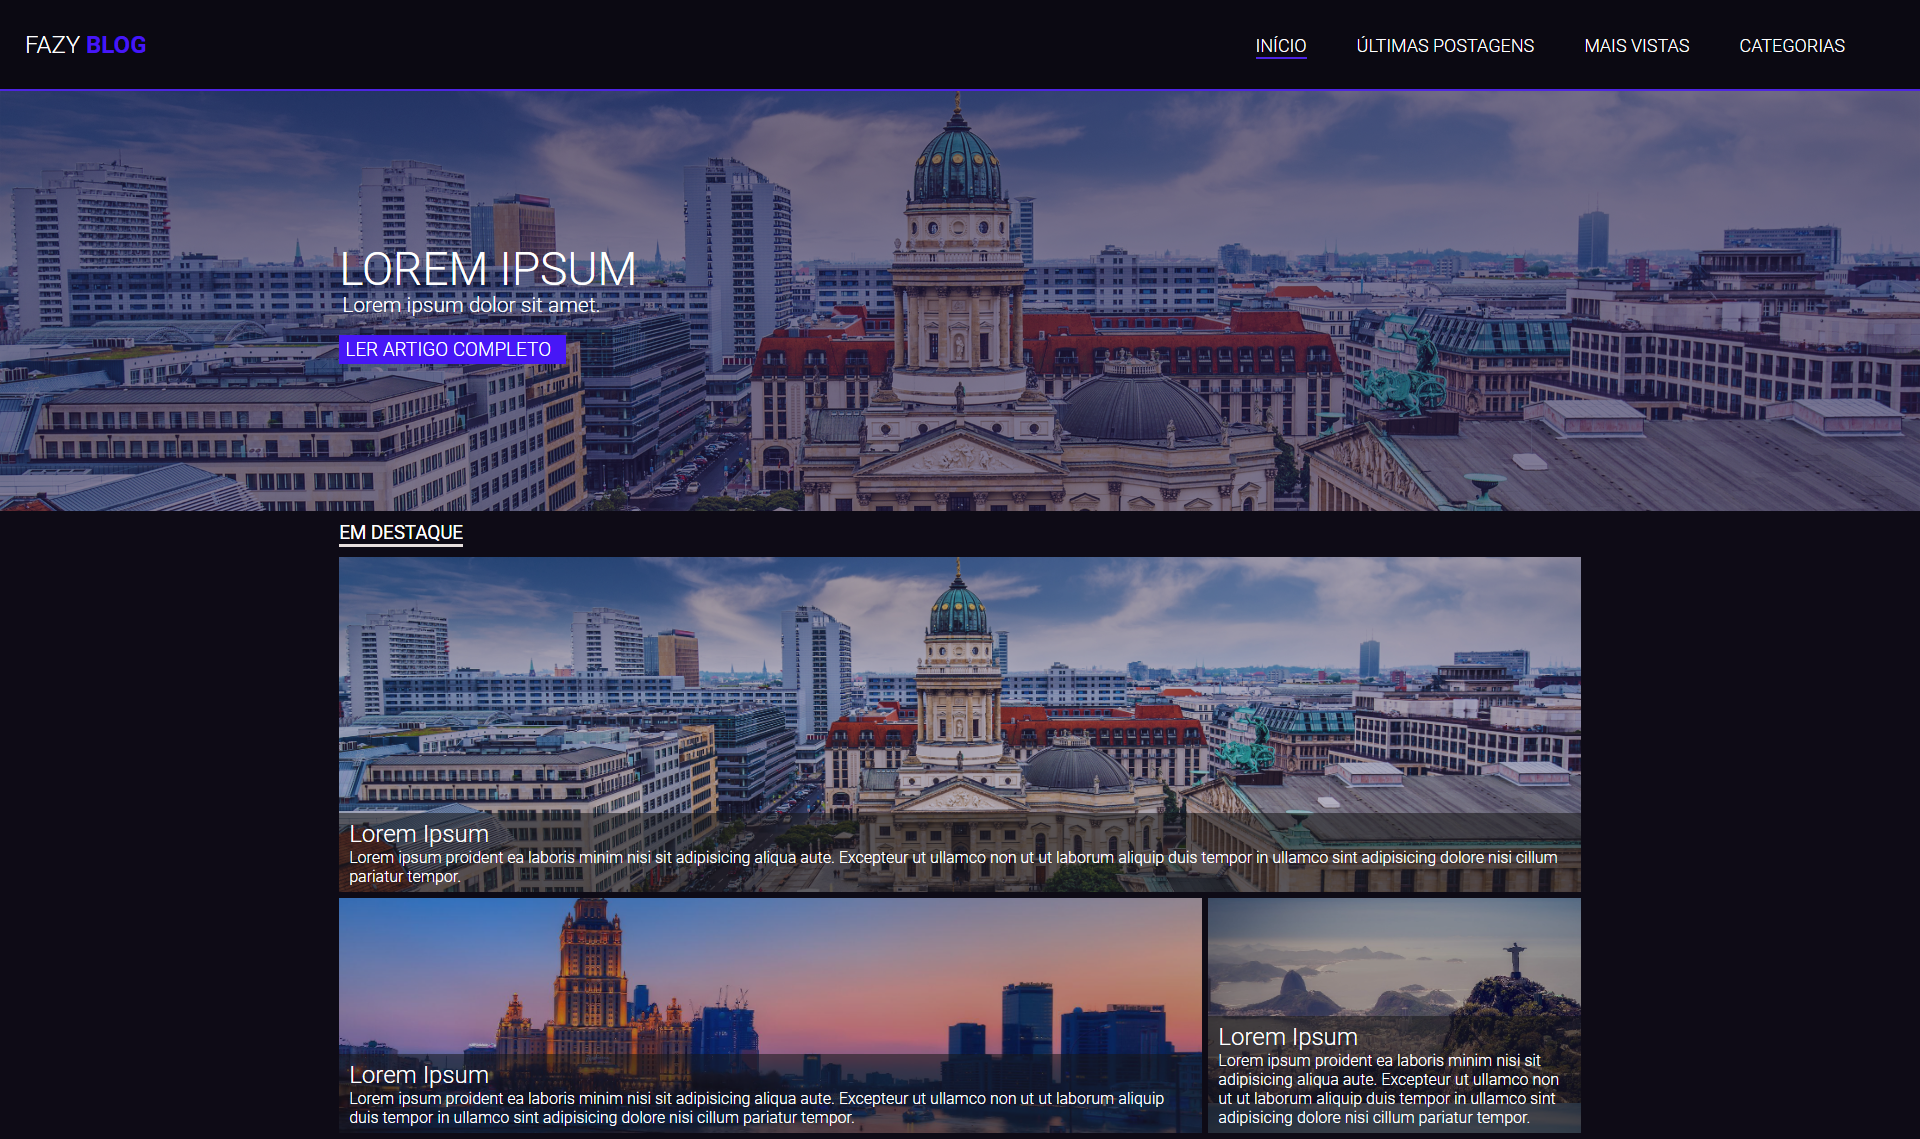 FAZY BLOG
INÍCIO
ÚLTIMAS POSTAGENS
MAIS VISTAS
CATEGORIAS
LOREM IPSUM
Lorem ipsum dolor sit amet.
LER ARTIGO COMPLETO
EM DESTAQUE
Lorem Ipsum
Lorem ipsum proident ea laboris minim nisi sit adipisicing aliqua aute. Excepteur ut ullamco non ut ut laborum aliquip duis tempor in ullamco sint adipisicing dolore nisi cillum
pariatur tempor.
Lorem Ipsum
Lorem ipsum proident ea laboris minim nisi sit adipisicing aliqua aute. Excepteur ut ullamco non ut ut laborum aliquip
duis tempor in ullamco sint adipisicing dolore nisi cillum pariatur tempor.
Lorem Ipsum
Lorem ipsum proident ea laboris minim nisi sit
adipisicing aliqua aute. Excepteur ut ullamco non
ut ut laborum aliquip duis tempor in ullamco sint
adipisicing dolore nisi cillum pariatur tempor.